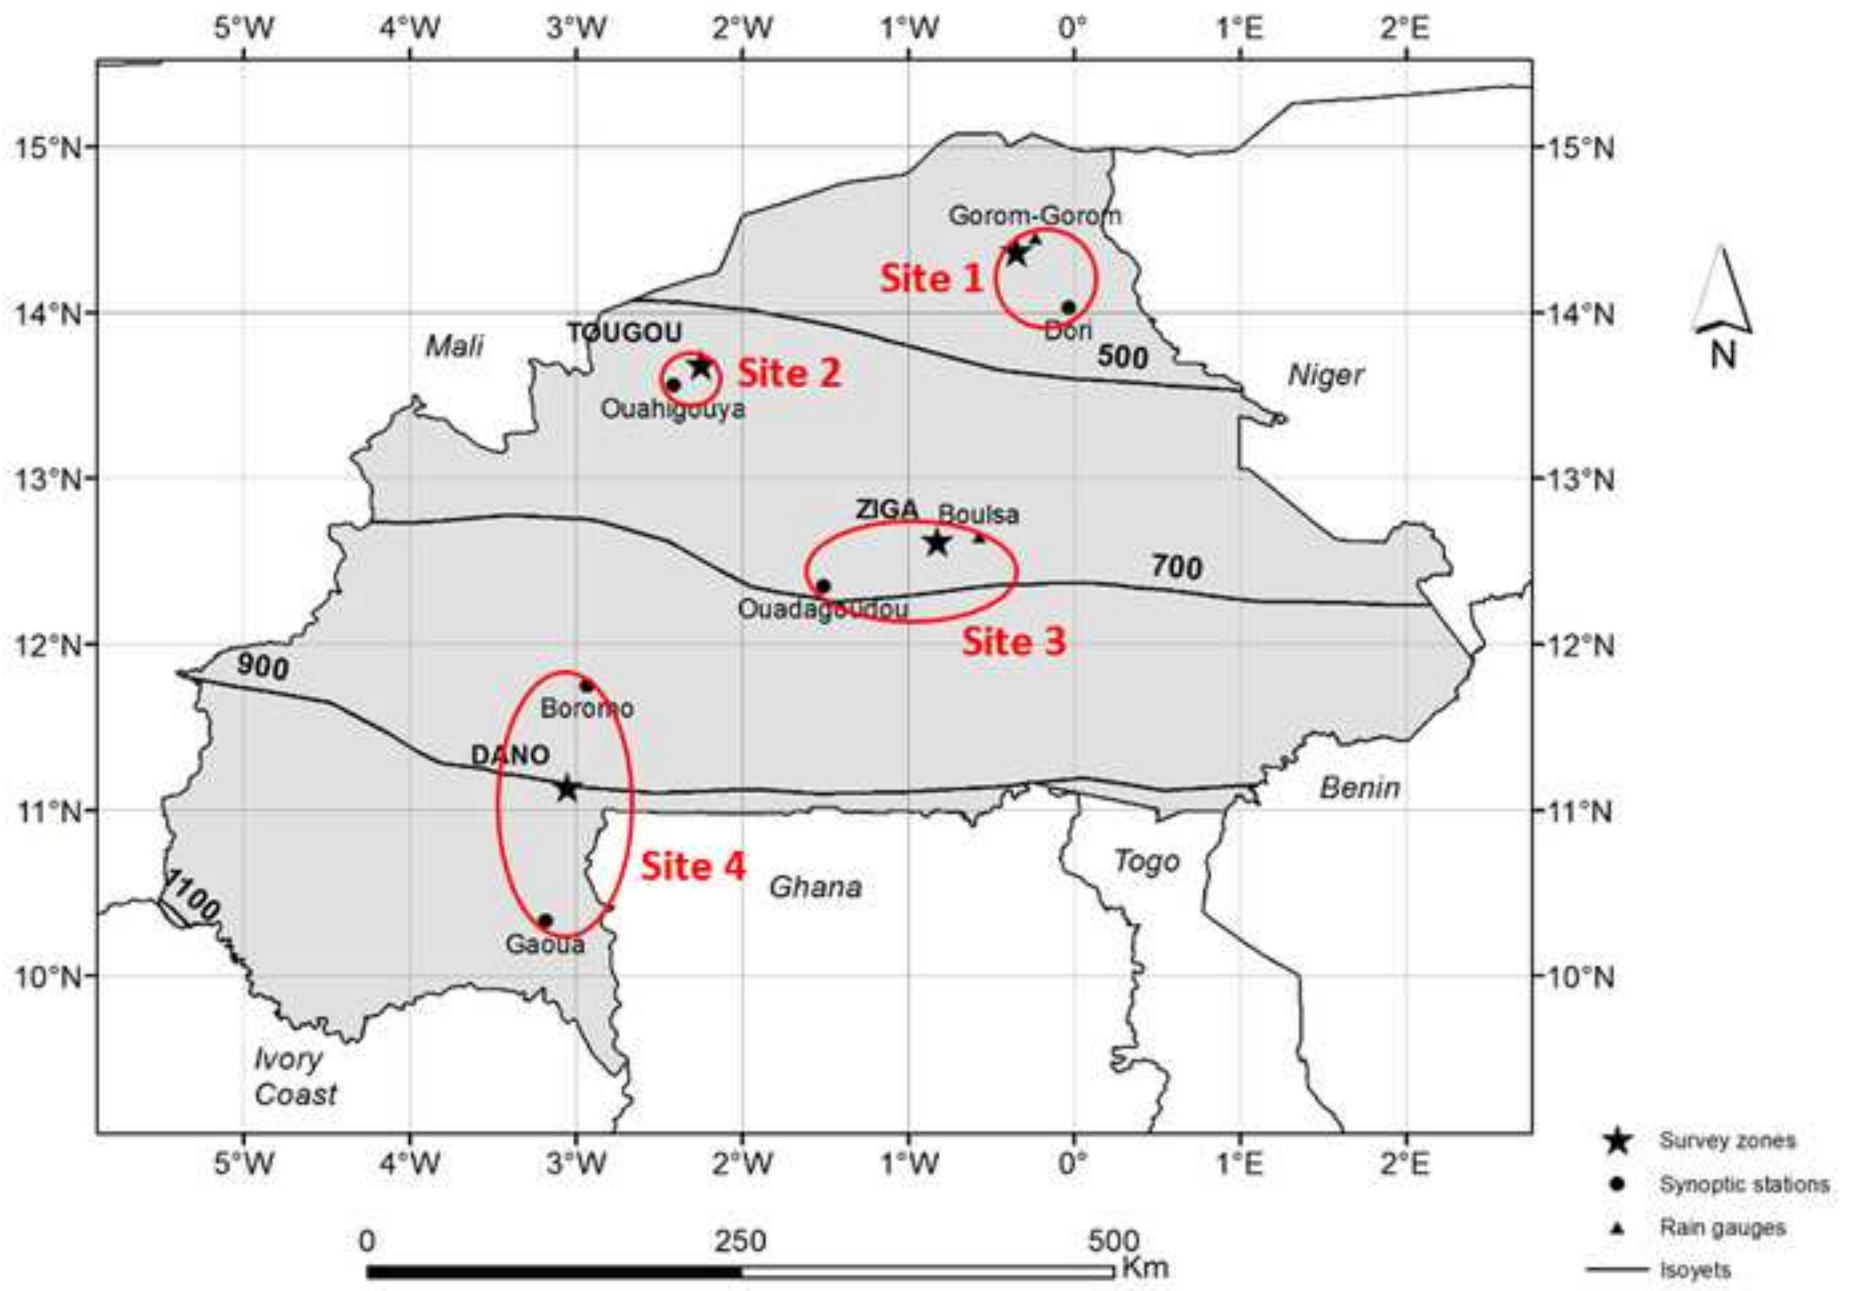 5°W 4°W 3°W 2°W 1°W 0° 1°E 2°E
15°N 15°N
Gorom-Gorom
Site 1
14°N 14°N
TOUGOU
Dori
Mali
500
N
Site 2
Niger
Ouahigouya
13°N 13°N
ZIGA Boulsa
700
Ouadagoudou
12°N 12°N
Site 3
900
Boromo
DANO
Benin
11°N 11°N
Site 4
Togo
Ghana
1100
Gaoua
10°N 10°N
Ivory
Coast
5°W 4°W 3°W 2°W 1°W 0° 1°E 2°E
Survey zones
Synoptic stations
Rain gauges
Isoyets
0 250 500
Km